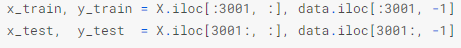 x_train, y_train = X.iloc[:3001, :], data.iloc[:3001, -1]
x_test, y_test = X.iloc[3001:, :], data.iloc[3001:, -1]